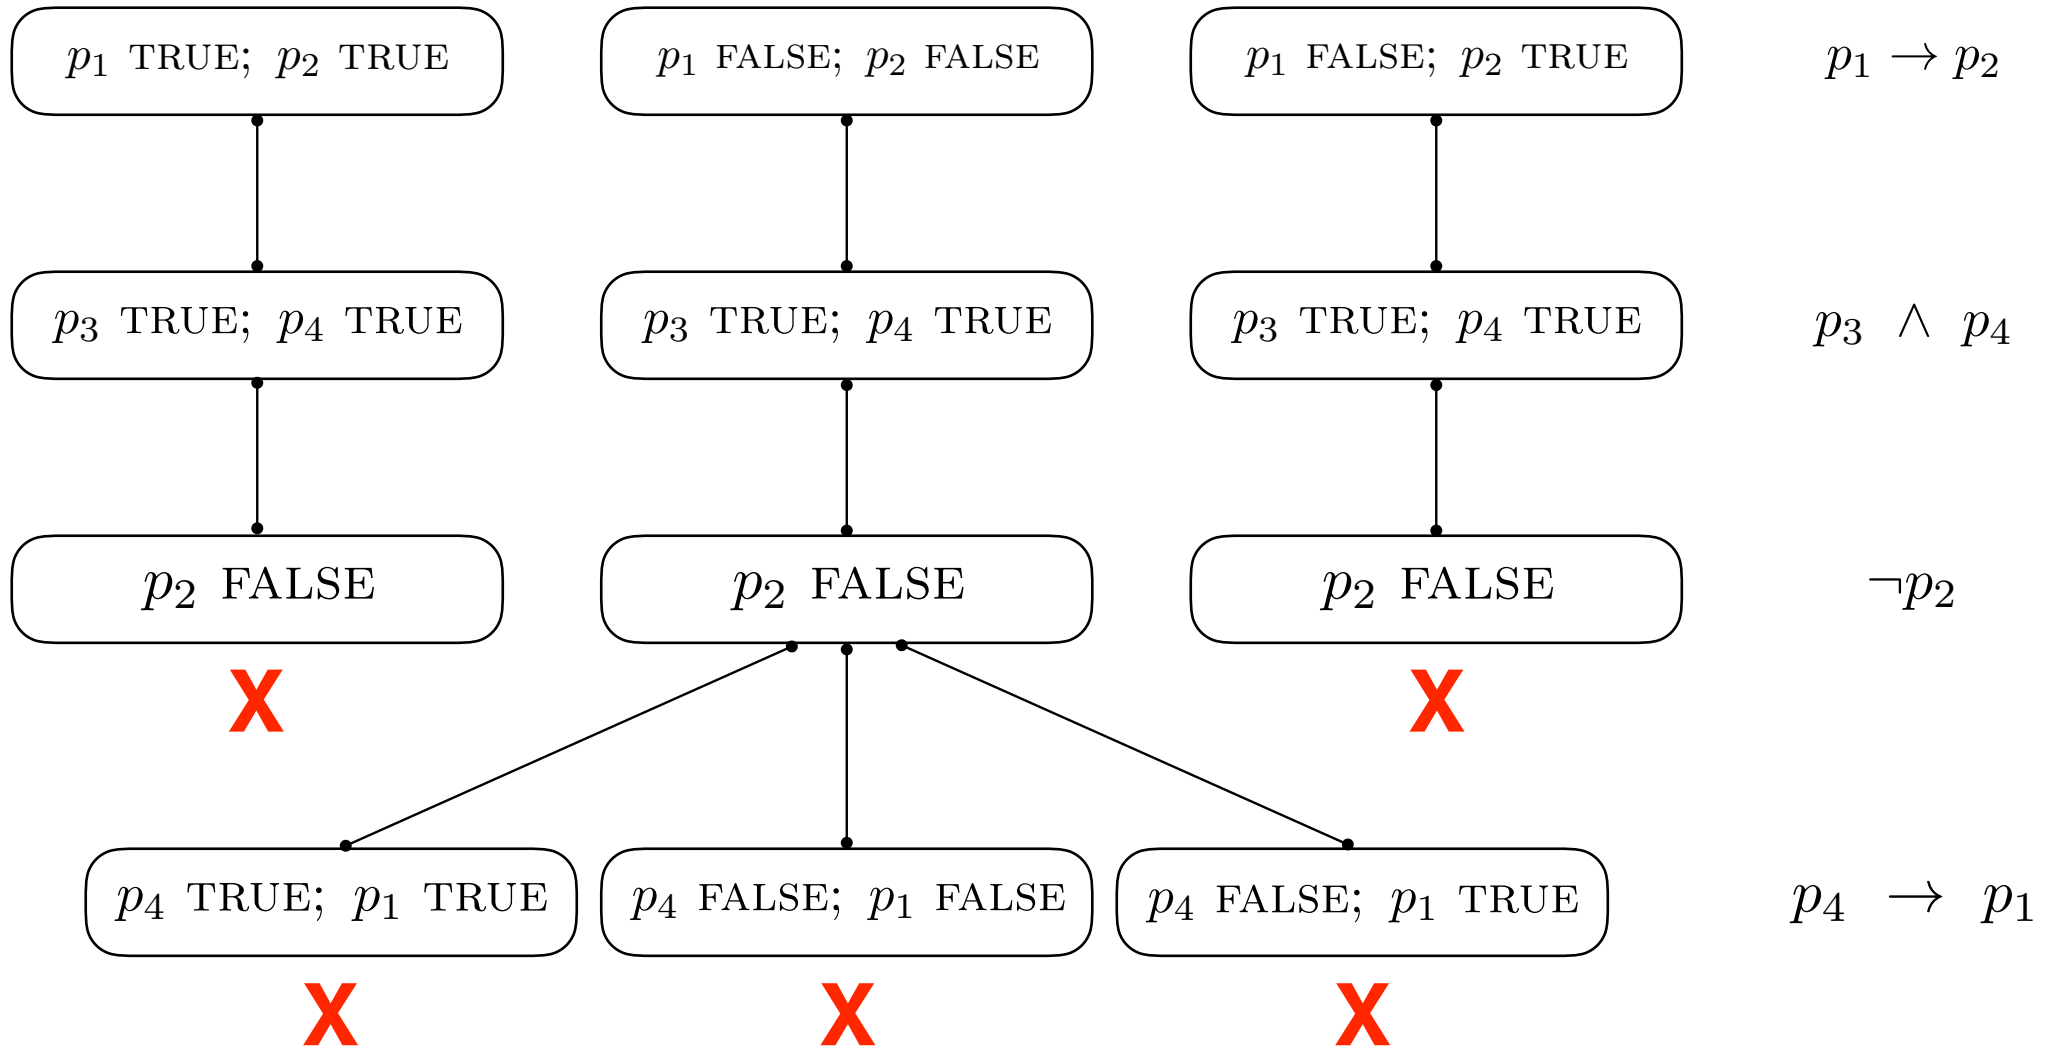 p₁ TRUE; p₂ TRUE p₁ FALSE; p₂ FALSE p₁ FALSE; p₂ TRUE p₁ → p₂
p₃ TRUE; p₄ TRUE p₃ TRUE; p₄ TRUE p₃ TRUE; p₄ TRUE p₃ ∧ p₄
p₂ FALSE p₂ FALSE p₂ FALSE ¬p₂
X X
p₄ TRUE; p₁ TRUE p₄ FALSE; p₁ FALSE p₄ FALSE; p₁ TRUE p₄ → p₁
X X X